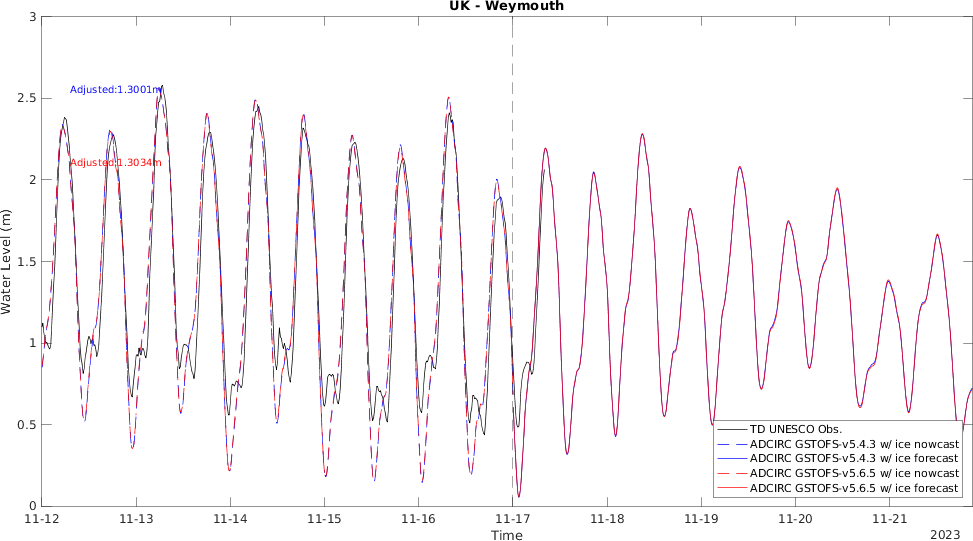 UK - Weymouth
3
2.5
2
1.5
1
0.5
0
Water Level (m)
Adjusted:1.3001m
Adjusted:1.3034m
TD UNESCO Obs.
ADCIRC GSTOFS-v5.4.3 w/ ice nowcast
ADCIRC GSTOFS-v5.4.3 w/ ice forecast
ADCIRC GSTOFS-v5.6.5 w/ ice nowcast
ADCIRC GSTOFS-v5.6.5 w/ ice forecast
11-12 11-13 11-14 11-15 11-16 11-17 11-18 11-19 11-20 11-21
Time
2023